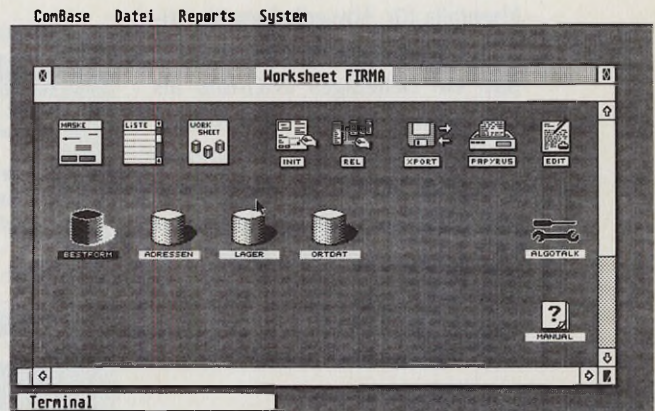 ComBase Datei Reports System
Worksheet FIRMA
MASKE LISTE WORK SHEET
INIT REL XPORT PAPYRUS EDIT
BESTFORM ADRESSEN LAGER ORTDAT ALGOTALK
?
MANUAL
Terminal